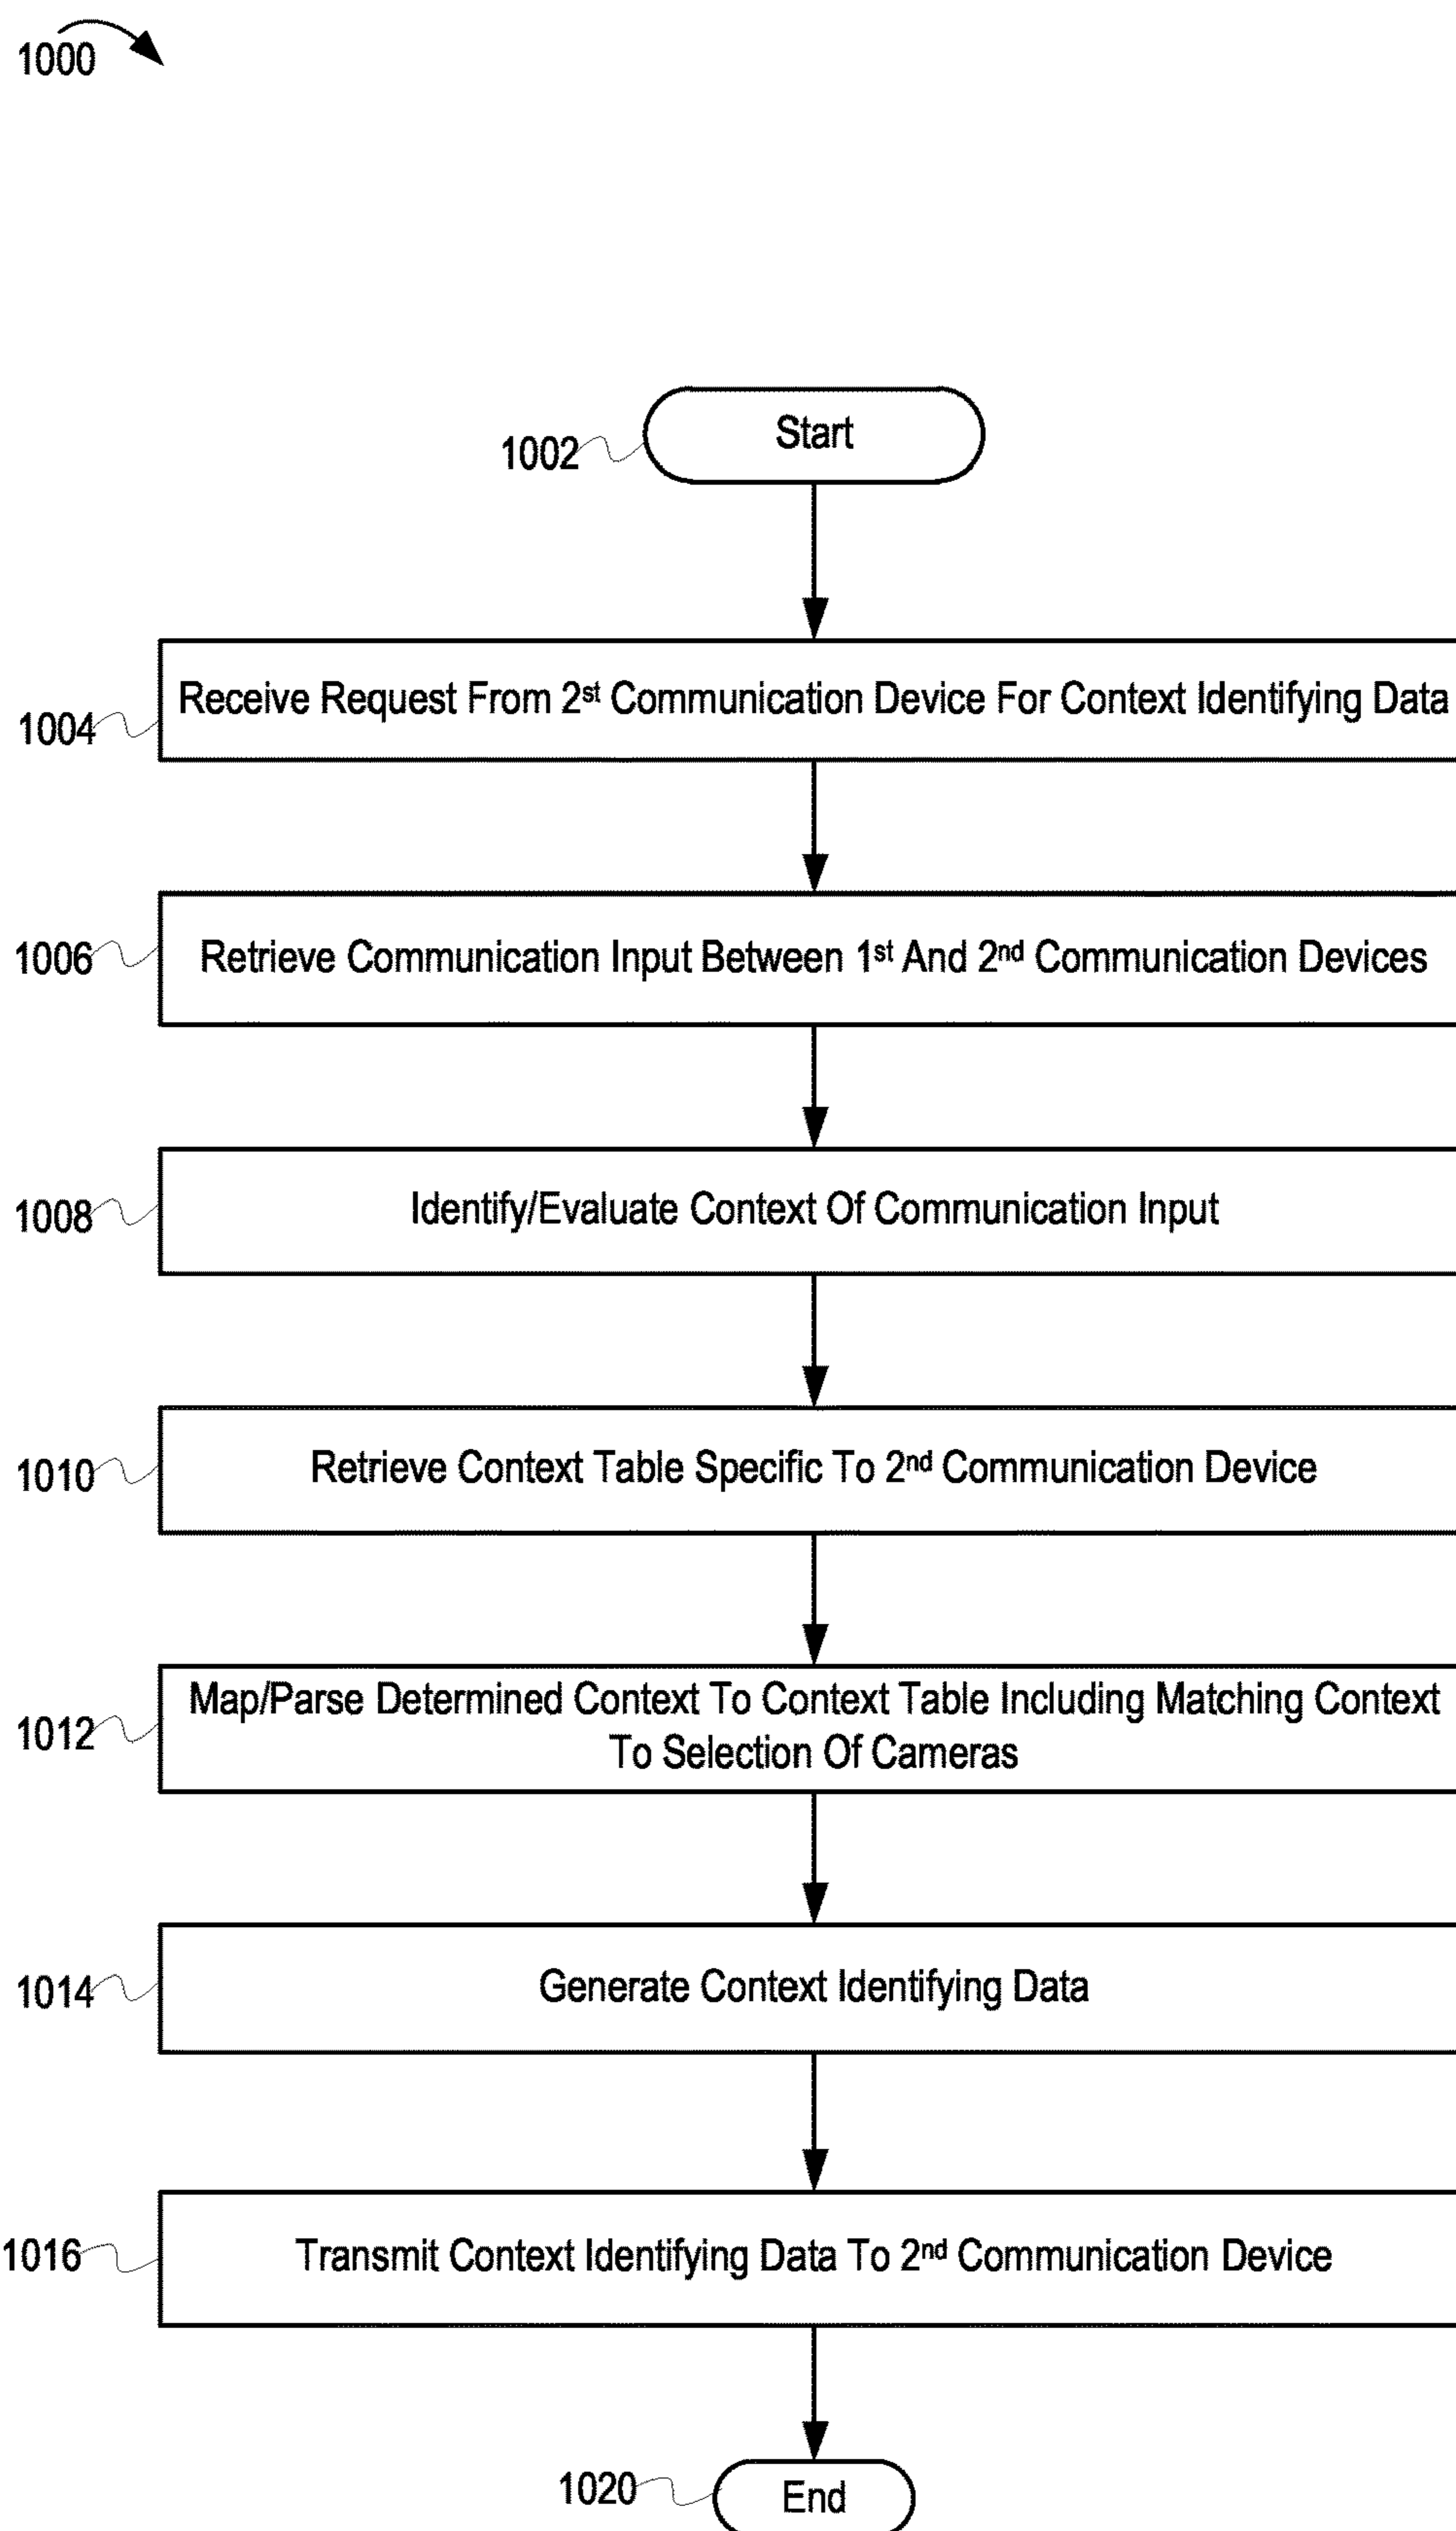 1000
Start
1002
Receive Request From 2st Communication Device For Context Identifying Data
1004
Retrieve Communication Input Between 1st And 2nd Communication Devices
1006
Identify/Evaluate Context Of Communication Input
1008
Retrieve Context Table Specific To 2nd Communication Device
1010
Map/Parse Determined Context To Context Table Including Matching Context
To Selection Of Cameras
1012
Generate Context Identifying Data
1014
Transmit Context Identifying Data To 2nd Communication Device
1016
End
1020